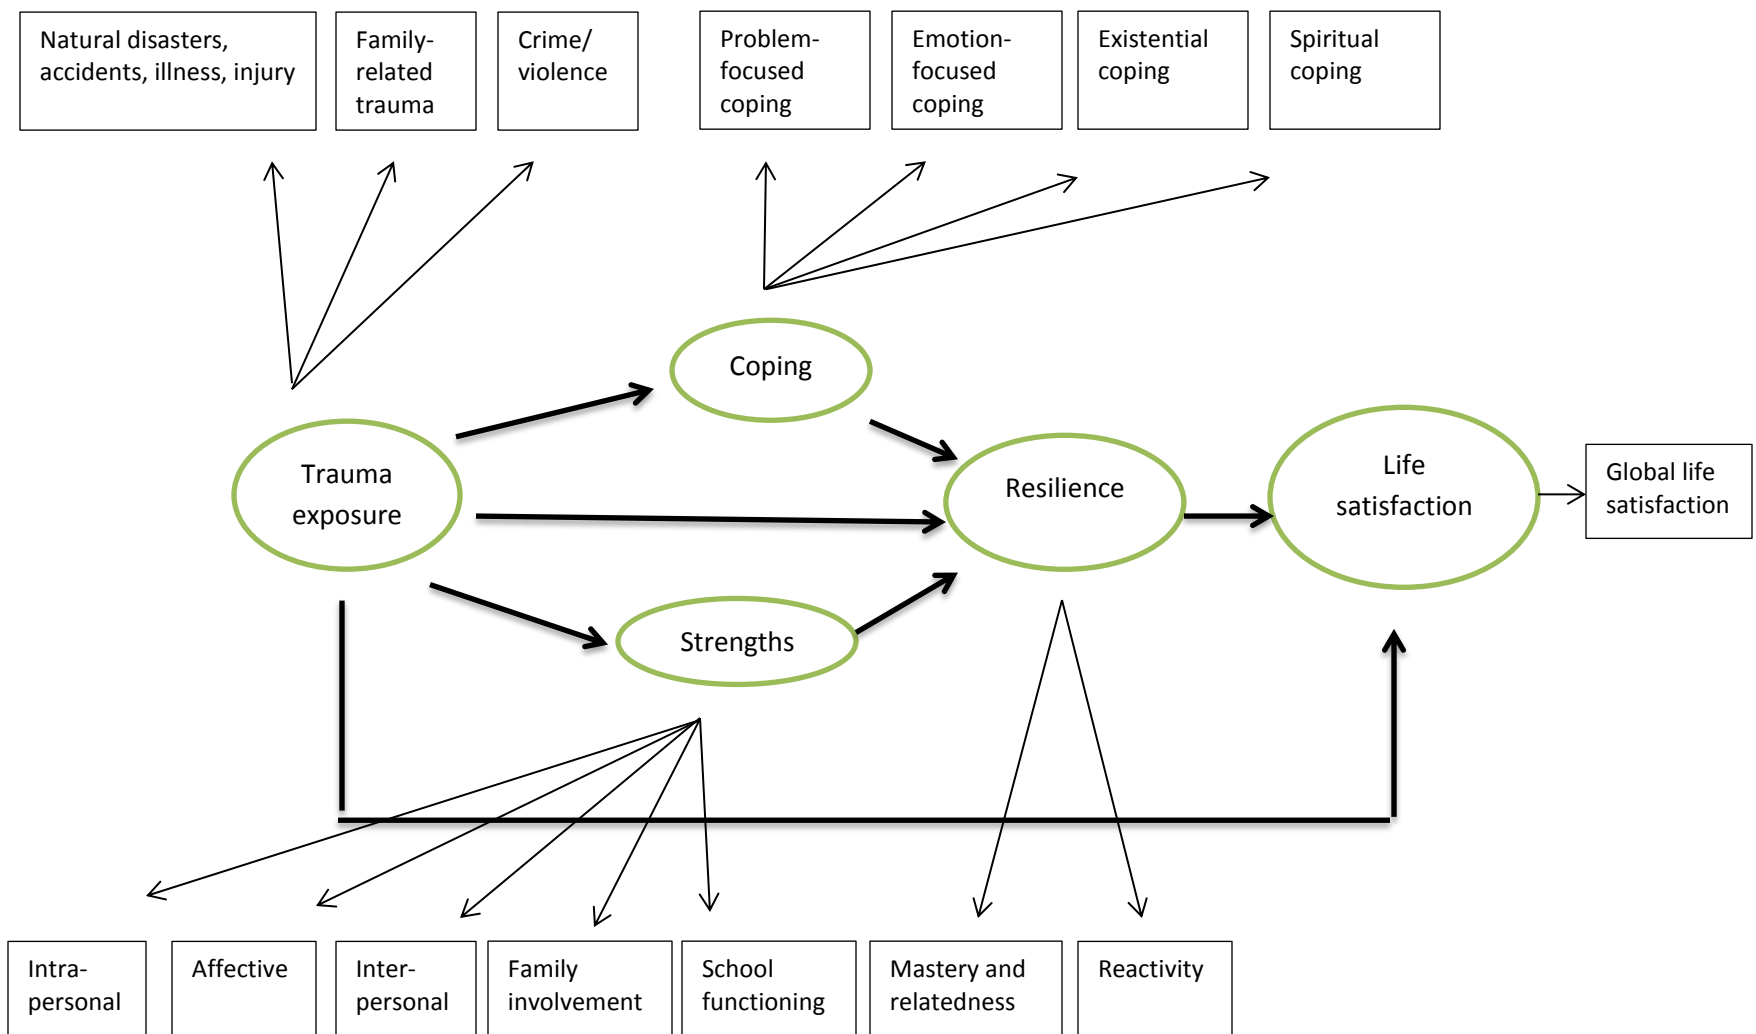 Natural disasters,
accidents, illness, injury
Family-
related
trauma
Crime/
violence
Problem-
focused
coping
Emotion-
focused
coping
Existential
coping
Spiritual
coping
Coping
Trauma
exposure
Resilience
Life
satisfaction
Global life
satisfaction
Strengths
Intra-
personal
Affective
Inter-
personal
Family
involvement
School
functioning
Mastery and
relatedness
Reactivity